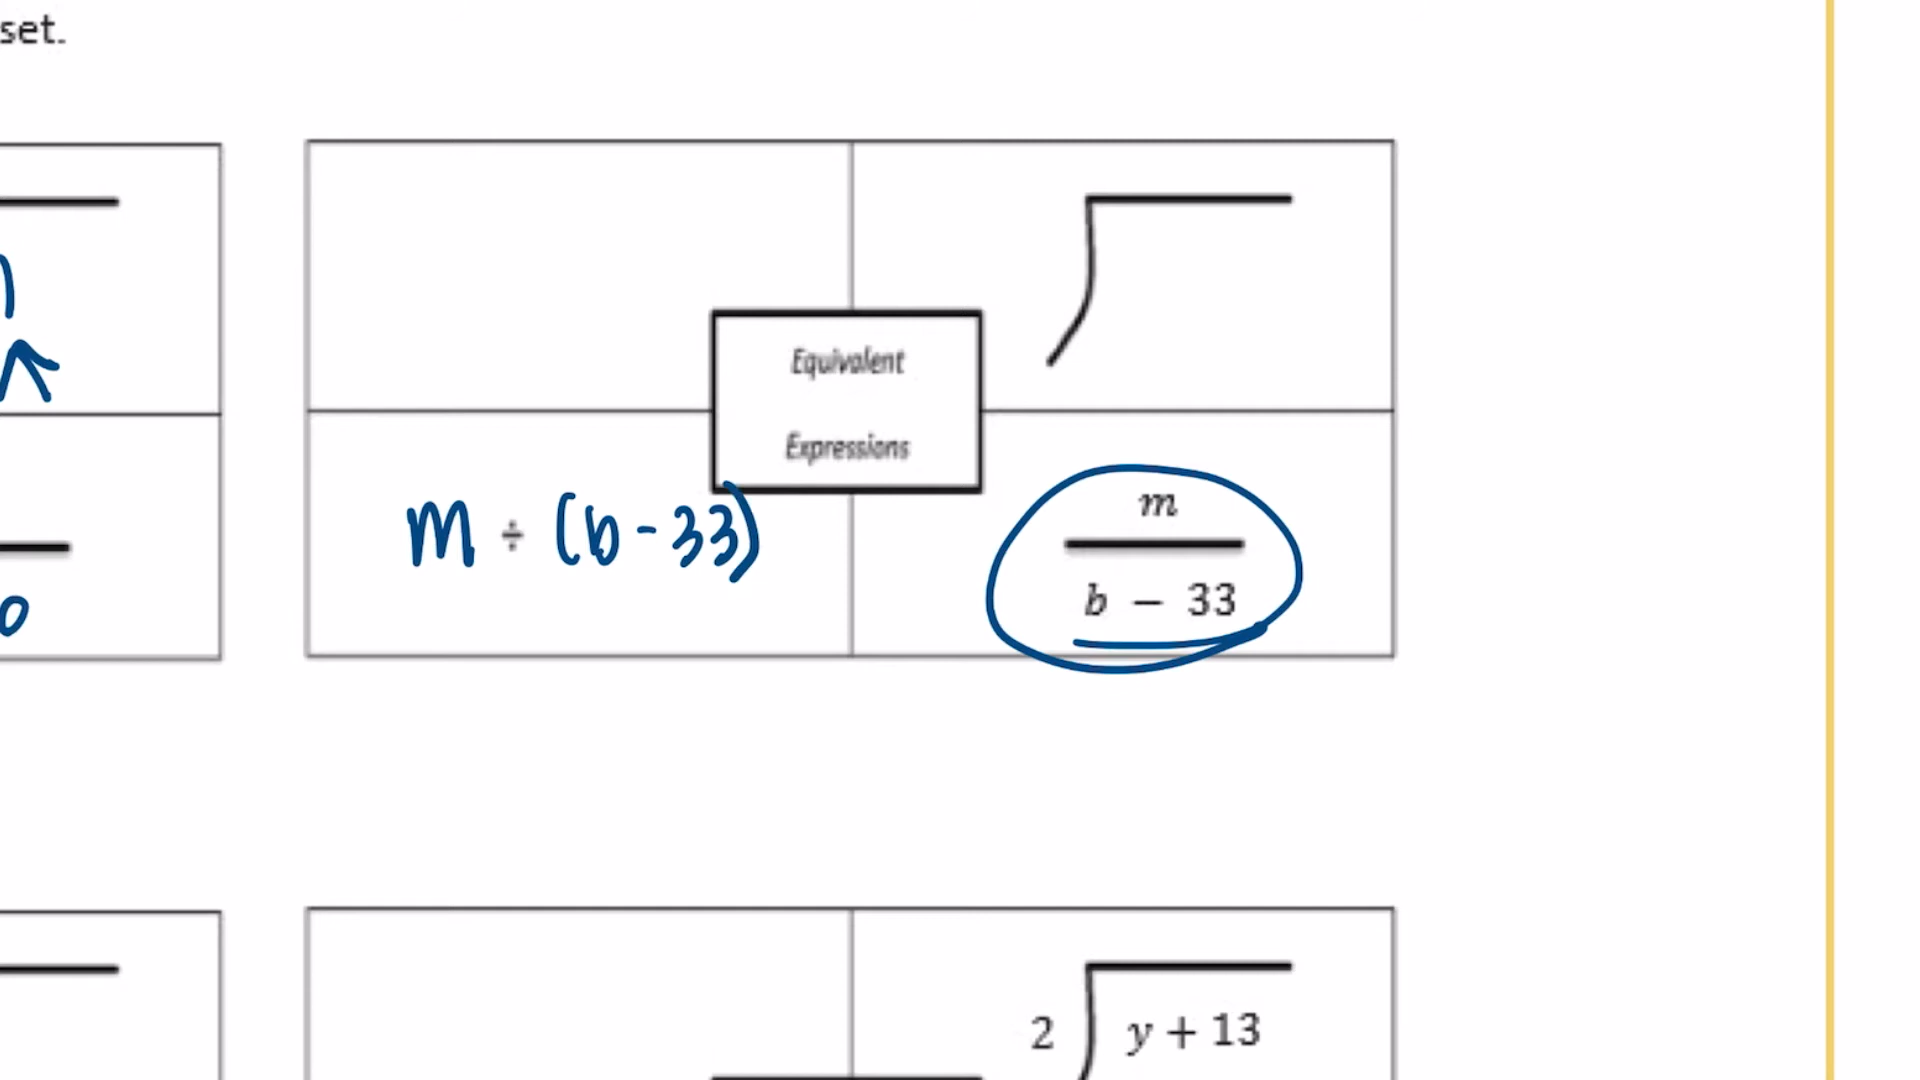 set.
Equivalent
Expressions
m ÷ (b - 33)
m
b − 33
2 y + 13